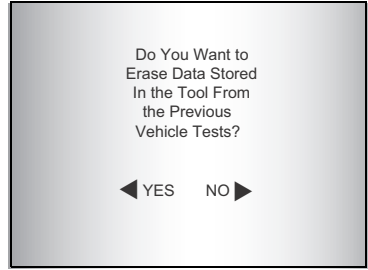 Do You Want to
Erase Data Stored
In the Tool From
the Previous
Vehicle Tests?
YES NO